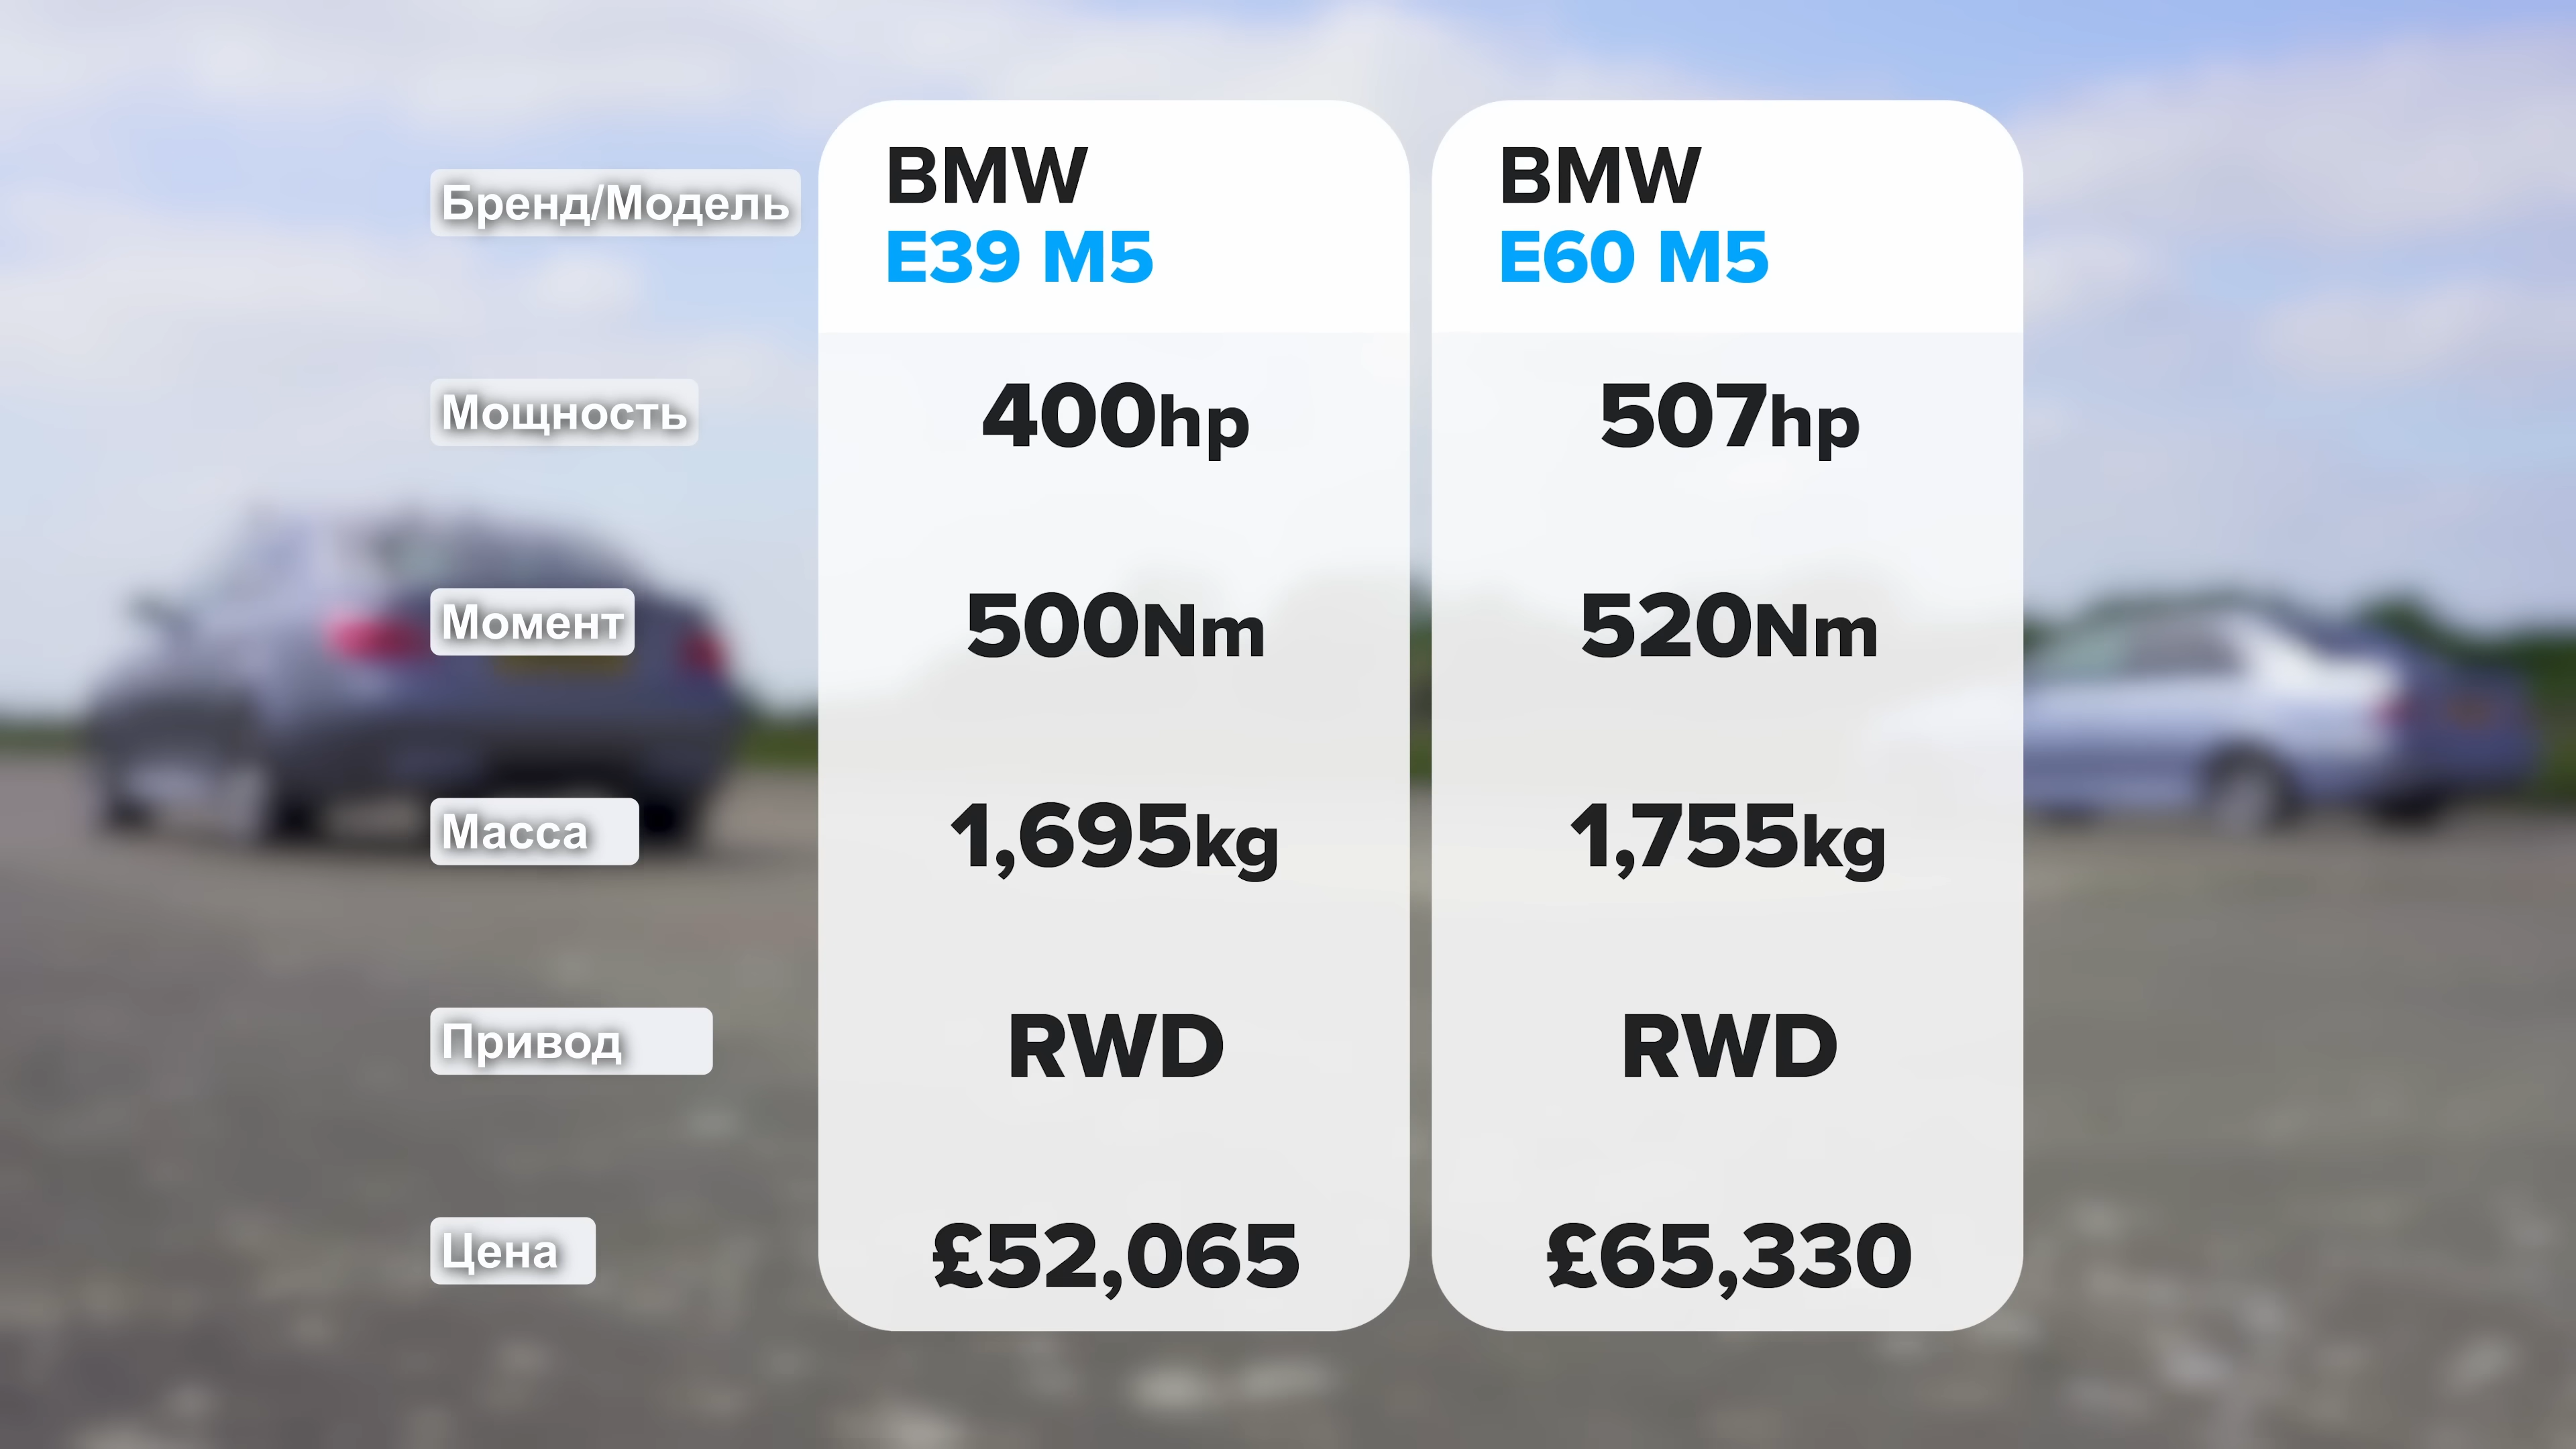 Бренд/Модель
BMW
E39 M5
BMW
E60 M5
Мощность
400hp
507hp
Момент
500Nm
520Nm
Масса
1,695kg
1,755kg
Привод
RWD
RWD
Цена
£52,065
£65,330